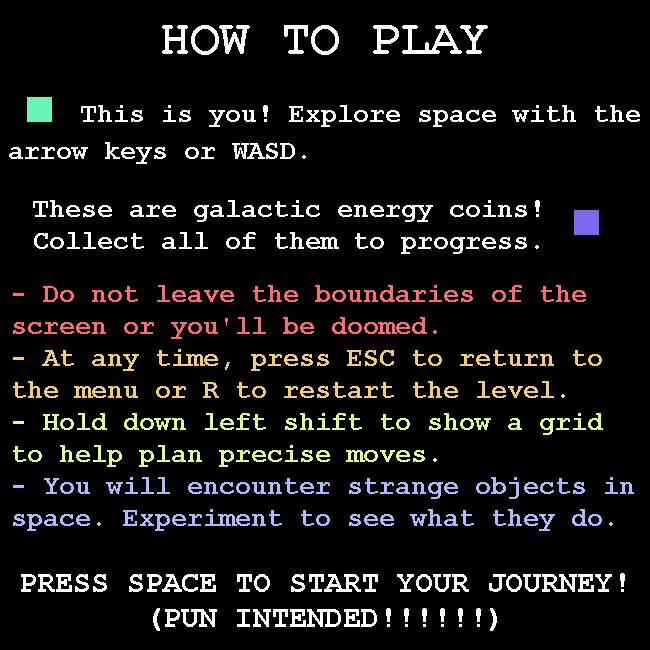 HOW TO PLAY
This is you! Explore space with the
arrow keys or WASD.
These are galactic energy coins!
Collect all of them to progress.
- Do not leave the boundaries of the
screen or you'll be doomed.
- At any time, press ESC to return to
the menu or R to restart the level.
- Hold down left shift to show a grid
to help plan precise moves.
- You will encounter strange objects in
space. Experiment to see what they do.
PRESS SPACE TO START YOUR JOURNEY!
(PUN INTENDED!!!!!!)